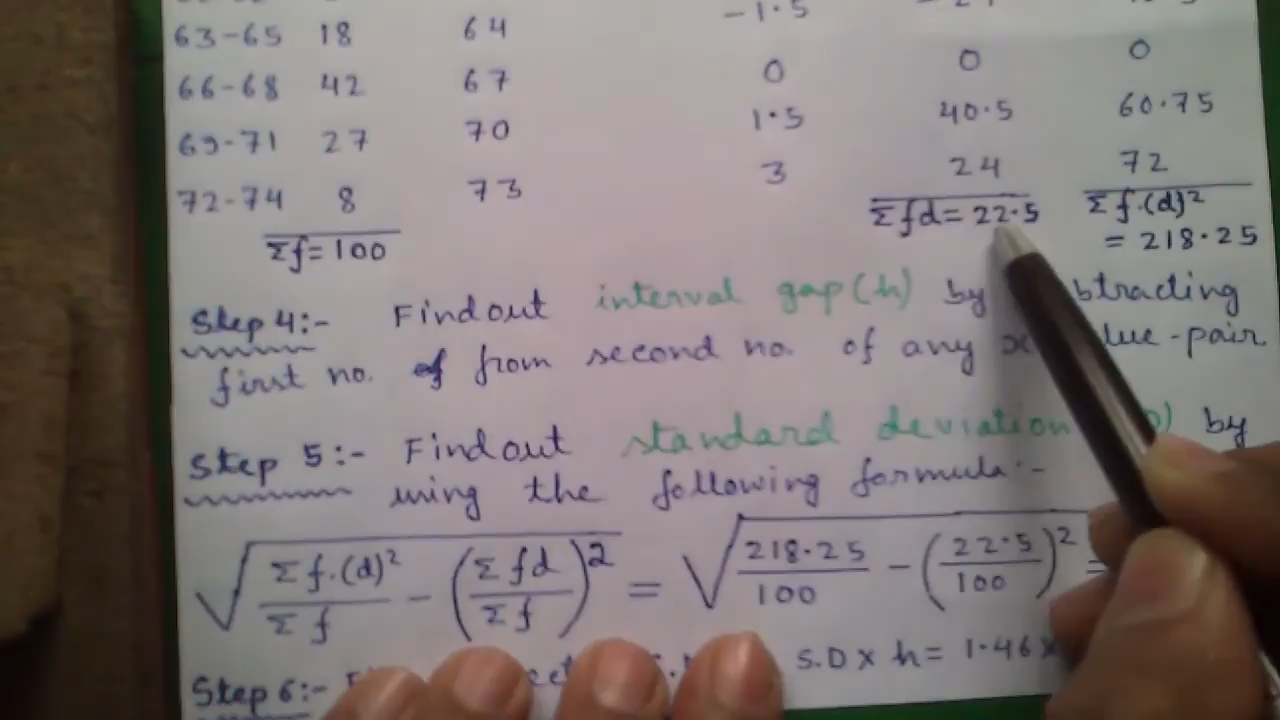 63-65 18 64 -1.5
66-68 42 67 0 0 0
69-71 27 70 1.5 40.5 60.75
72-74 8 73 3 24 72
Σf=100 Σfd=22.5 Σf.(d)²
= 218.25
Step 4:- Findout interval gap(h) by
first no. of from second no. of any
Step 5:- Findout standard deviation by
using the following formula:-
√(Σf.(d)²/Σf - (Σfd/Σf)²) = √(218.25/100 - (22.5/100)²) =
Step 6:- S.D x h = 1.46 x